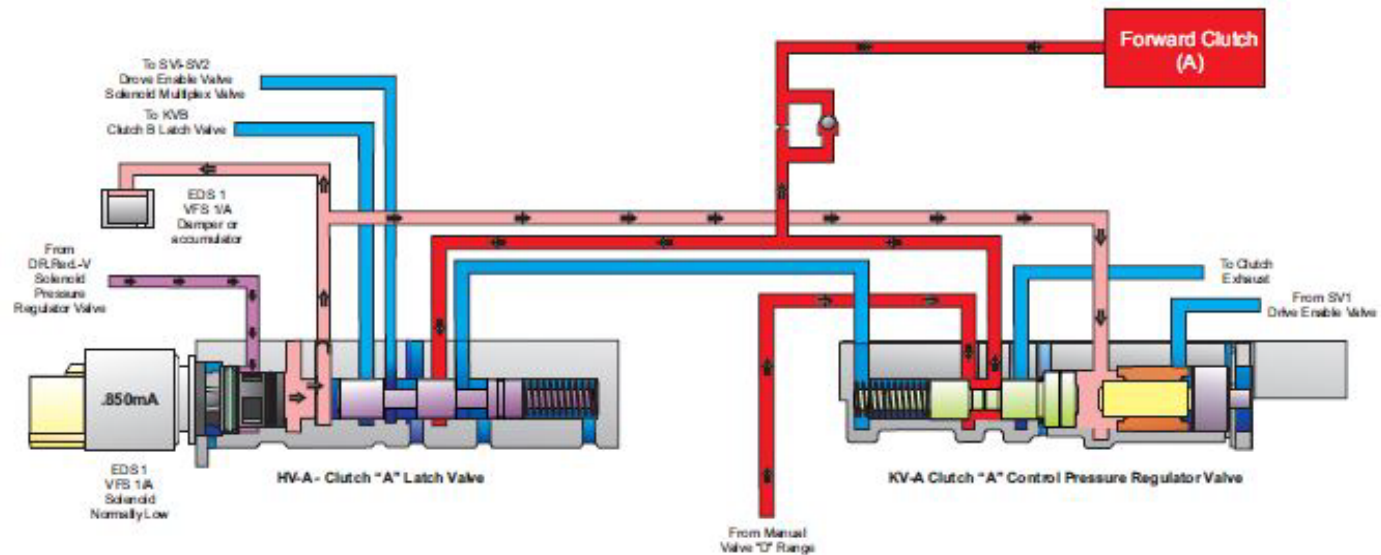 Forward Clutch
(A)
To SVI-SV2
Drove Enable Valve
Solenoid Multiplex Valve
To KVB
Clutch B Latch Valve
EDS 1
VFS 1/A
Damper or
accumulator
From
DR.Red.-V
Solenoid
Pressure
Regulator Valve
To Clutch
Exhaust
From SV1
Drive Enable Valve
.850mA
EDS 1
VFS 1/A
Solenoid
Normally Low
HV-A - Clutch "A" Latch Valve
KV-A Clutch "A" Control Pressure Regulator Valve
From Manual
Valve "D" Range